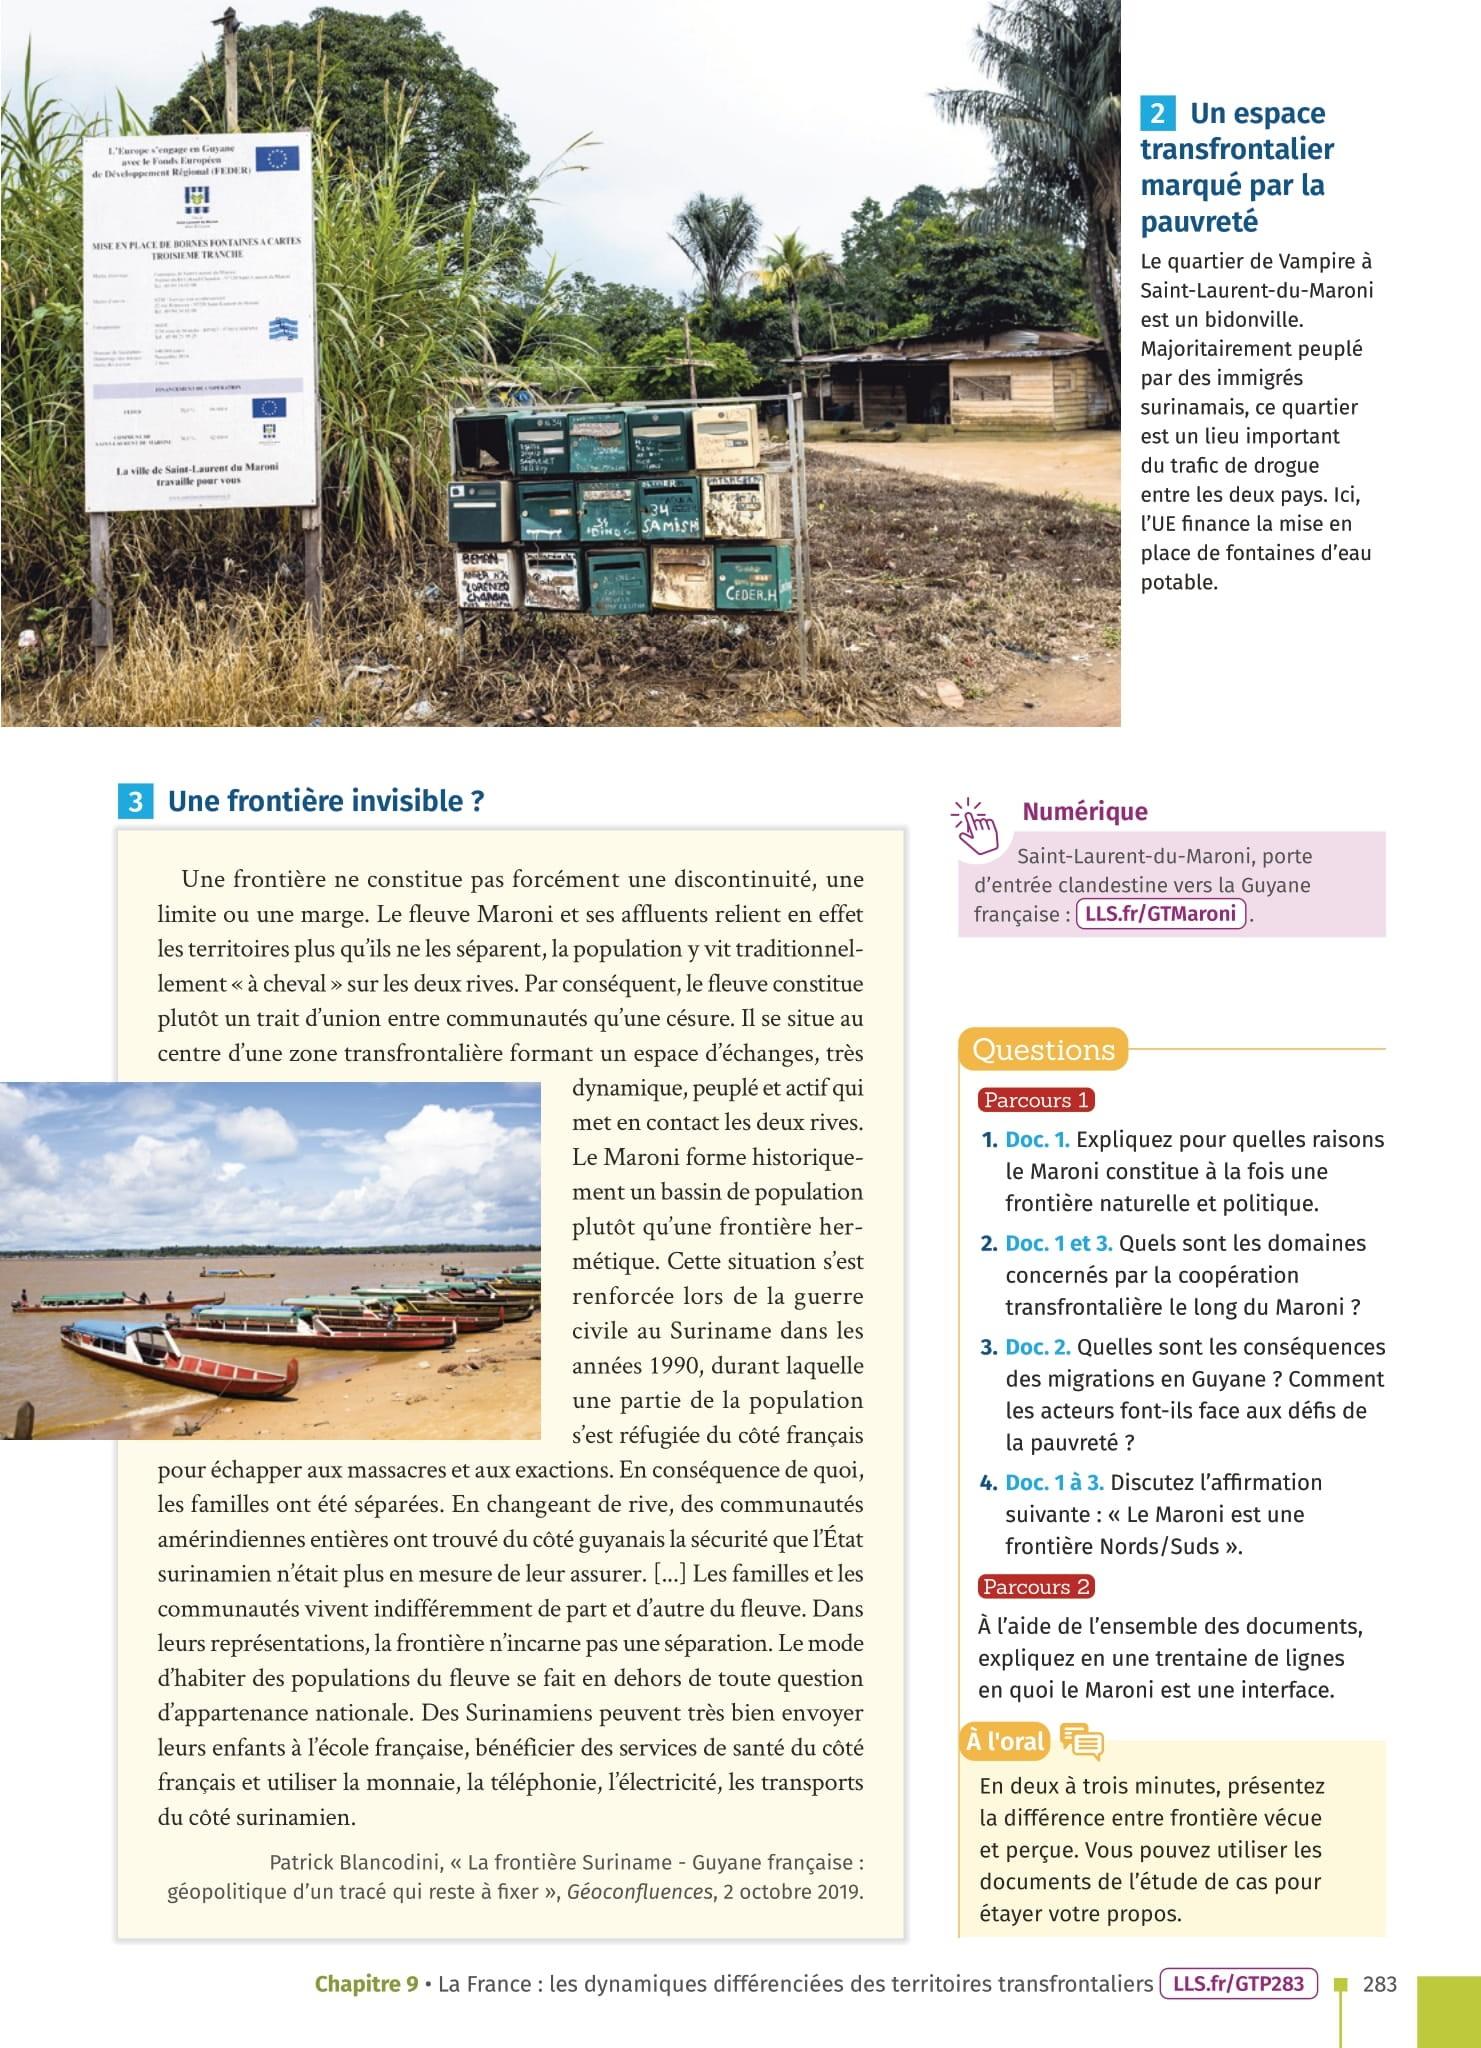 L'Europe s'engage en Guyane
avec le Fonds Européen
de Développement Régional (FEDER)
MISE EN PLACE DE BORNES FONTAINES A CARTES
TROISIEME TRANCHE
FINANCEMENT DE COOPERATION
FEDER
COMMUNE DE
SAINT-LAURENT DU MARONI
La ville de Saint-Laurent du Maroni
travaille pour vous
34
SAMISHI
BEMAN
LORENZO
CEDER.H
2 Un espace
transfrontalier
marqué par la
pauvreté
Le quartier de Vampire à
Saint-Laurent-du-Maroni
est un bidonville.
Majoritairement peuplé
par des immigrés
surinamais, ce quartier
est un lieu important
du trafic de drogue
entre les deux pays. Ici,
l'UE finance la mise en
place de fontaines d'eau
potable.
3 Une frontière invisible ?
Une frontière ne constitue pas forcément une discontinuité, une
limite ou une marge. Le fleuve Maroni et ses affluents relient en effet
les territoires plus qu'ils ne les séparent, la population y vit traditionnel-
lement « à cheval » sur les deux rives. Par conséquent, le fleuve constitue
plutôt un trait d'union entre communautés qu'une césure. Il se situe au
centre d'une zone transfrontalière formant un espace d'échanges, très
dynamique, peuplé et actif qui
met en contact les deux rives.
Le Maroni forme historique-
ment un bassin de population
plutôt qu'une frontière her-
métique. Cette situation s'est
renforcée lors de la guerre
civile au Suriname dans les
années 1990, durant laquelle
une partie de la population
s'est réfugiée du côté français
pour échapper aux massacres et aux exactions. En conséquence de quoi,
les familles ont été séparées. En changeant de rive, des communautés
amérindiennes entières ont trouvé du côté guyanais la sécurité que l'État
surinamien n'était plus en mesure de leur assurer. [...] Les familles et les
communautés vivent indifféremment de part et d'autre du fleuve. Dans
leurs représentations, la frontière n'incarne pas une séparation. Le mode
d'habiter des populations du fleuve se fait en dehors de toute question
d'appartenance nationale. Des Surinamiens peuvent très bien envoyer
leurs enfants à l'école française, bénéficier des services de santé du côté
français et utiliser la monnaie, la téléphonie, l'électricité, les transports
du côté surinamien.
Patrick Blancodini, « La frontière Suriname - Guyane française :
géopolitique d'un tracé qui reste à fixer », Géoconfluences, 2 octobre 2019.
Numérique
Saint-Laurent-du-Maroni, porte
d'entrée clandestine vers la Guyane
française : LLS.fr/GTMaroni .
Questions
Parcours 1
1. Doc. 1. Expliquez pour quelles raisons
le Maroni constitue à la fois une
frontière naturelle et politique.
2. Doc. 1 et 3. Quels sont les domaines
concernés par la coopération
transfrontalière le long du Maroni ?
3. Doc. 2. Quelles sont les conséquences
des migrations en Guyane ? Comment
les acteurs font-ils face aux défis de
la pauvreté ?
4. Doc. 1 à 3. Discutez l'affirmation
suivante : « Le Maroni est une
frontière Nords/Suds ».
Parcours 2
À l'aide de l'ensemble des documents,
expliquez en une trentaine de lignes
en quoi le Maroni est une interface.
À l'oral
En deux à trois minutes, présentez
la différence entre frontière vécue
et perçue. Vous pouvez utiliser les
documents de l'étude de cas pour
étayer votre propos.
Chapitre 9 • La France : les dynamiques différenciées des territoires transfrontaliers LLS.fr/GTP283 283